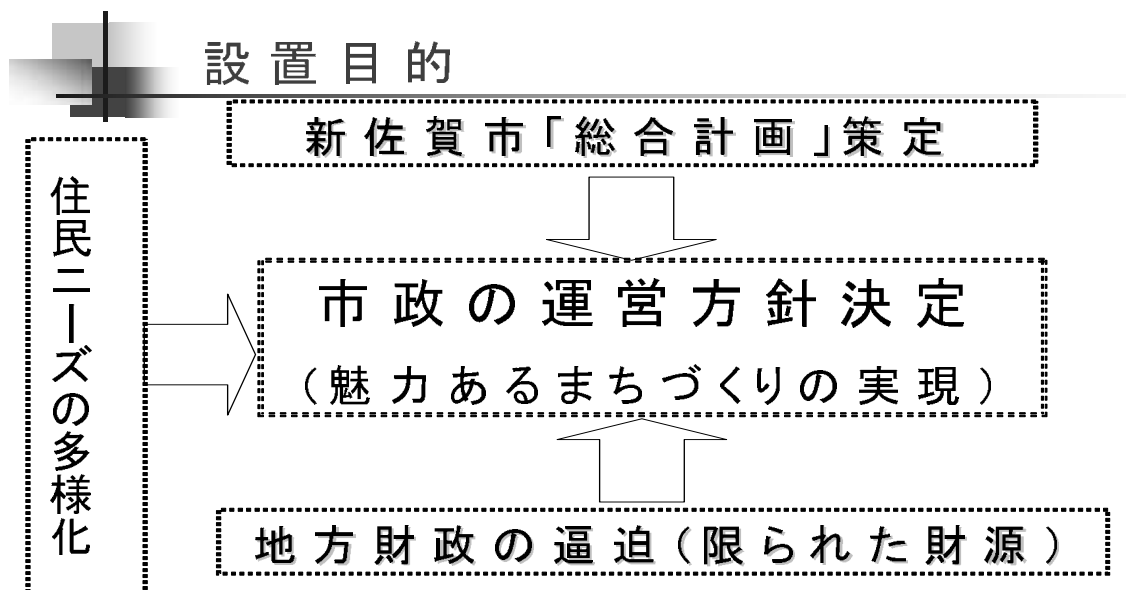 設置目的
新佐賀市「総合計画」策定
住民ニーズの多様化
市政の運営方針決定
（魅力あるまちづくりの実現）
地方財政の逼迫（限られた財源）